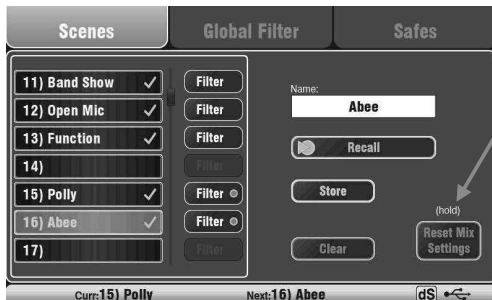 Scenes Global Filter Safes
11) Band Show Filter
12) Open Mic Filter
13) Function Filter
14) Filter
15) Polly Filter
16) Abee Filter
17) Filter
Name:
Abee
Recall
Store
(hold)
Clear
Reset Mix
Settings
Curr:15) Polly Next:16) Abee dS